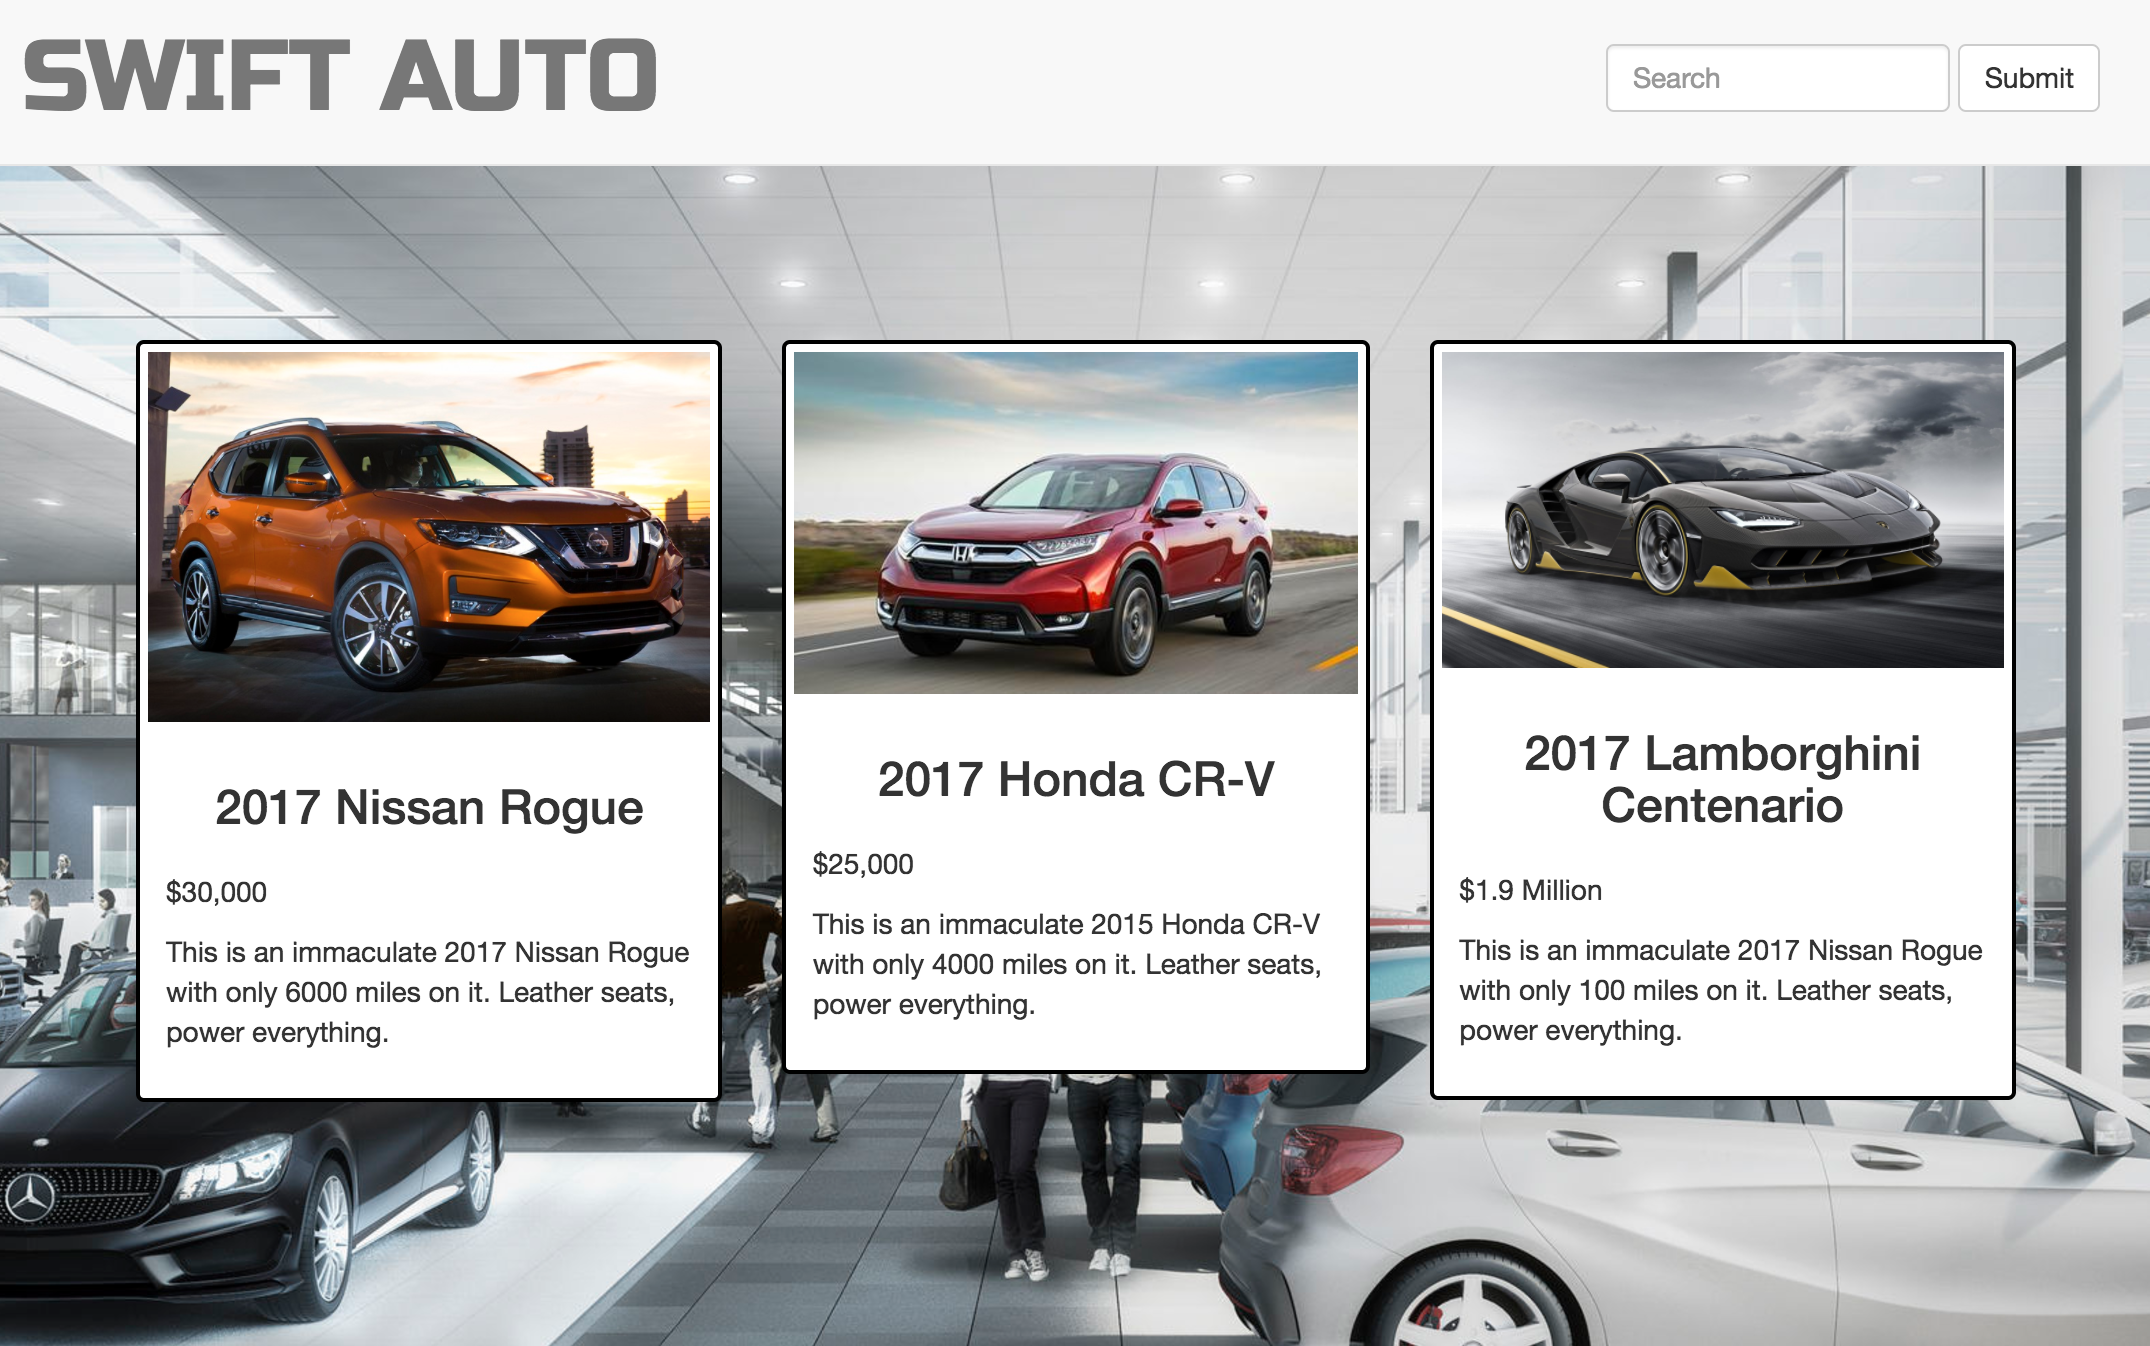 SWIFT AUTO
Search
Submit
2017 Nissan Rogue
$30,000
This is an immaculate 2017 Nissan Rogue
with only 6000 miles on it. Leather seats,
power everything.
2017 Honda CR-V
$25,000
This is an immaculate 2015 Honda CR-V
with only 4000 miles on it. Leather seats,
power everything.
2017 Lamborghini
Centenario
$1.9 Million
This is an immaculate 2017 Nissan Rogue
with only 100 miles on it. Leather seats,
power everything.